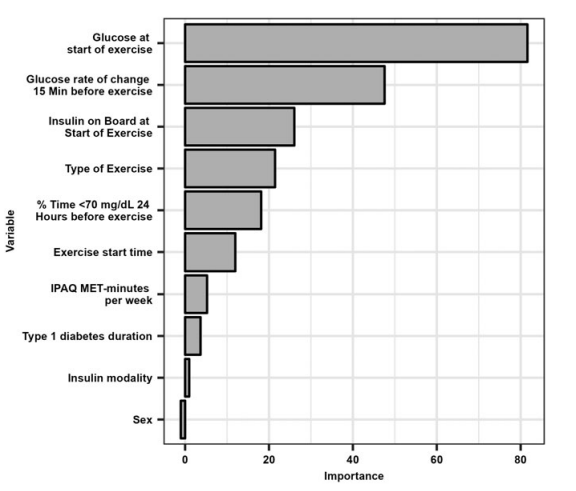 Glucose at
start of exercise
Glucose rate of change
15 Min before exercise
Insulin on Board at
Start of Exercise
Type of Exercise
% Time <70 mg/dL 24
Hours before exercise
Exercise start time
IPAQ MET-minutes
per week
Type 1 diabetes duration
Insulin modality
Sex
Variable
0 20 40 60 80
Importance